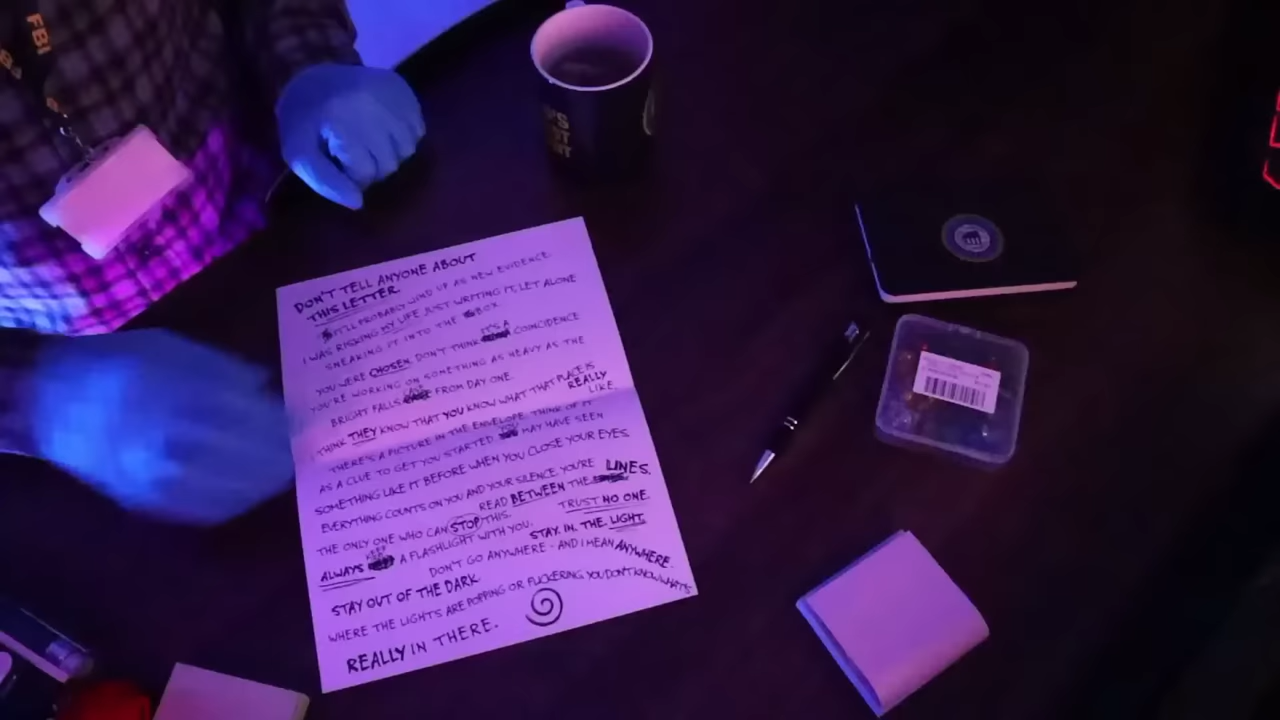 FBI
DON'T TELL ANYONE ABOUT
THIS LETTER.
IT'LL PROBABLY WIND UP AS NEW EVIDENCE.
I WAS RISKING MY LIFE JUST WRITING IT, LET ALONE
SNEAKING IT INTO THE BOX.
YOU WERE CHOSEN. DON'T THINK IT'S A COINCIDENCE
YOU'RE WORKING ON SOMETHING AS HEAVY AS THE
BRIGHT FALLS CASE FROM DAY ONE.
THINK THEY KNOW THAT YOU KNOW WHAT THAT PLACE IS
REALLY
LIKE.
THERE'S A PICTURE IN THE ENVELOPE. THINK OF IT
AS A CLUE TO GET YOU STARTED YOU MAY HAVE SEEN
SOMETHING LIKE IT BEFORE WHEN YOU CLOSE YOUR EYES.
EVERYTHING COUNTS ON YOU AND YOUR SILENCE. YOU'RE
THE ONLY ONE WHO CAN STOP THIS.
READ BETWEEN THE LINES.
TRUST NO ONE.
ALWAYS KEEP A FLASHLIGHT WITH YOU.
STAY. IN. THE. LIGHT.
DON'T GO ANYWHERE - AND I MEAN ANYWHERE.
STAY OUT OF THE DARK
WHERE THE LIGHTS ARE POPPING OR FLICKERING YOU DON'T KNOW WHAT'S
REALLY IN THERE.